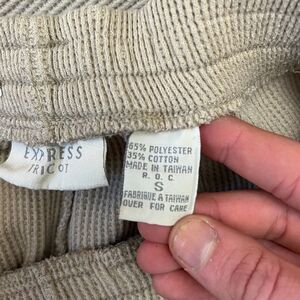 EXPRESS
TRICOT
65% POLYESTER
35% COTTON
MADE IN TAIWAN
R. O. C.
S
FABRIQUE A TAIWAN
OVER FOR CARE